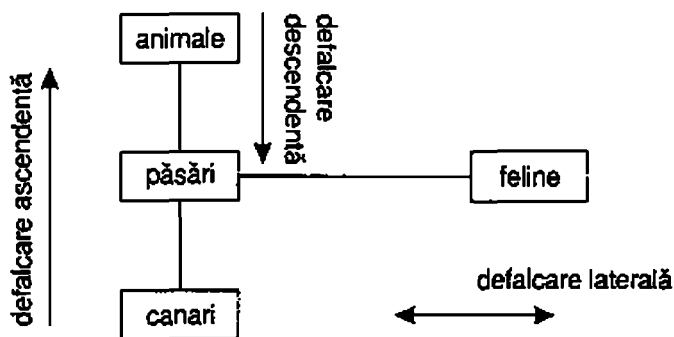 animale
defalcare
descendentă
defalcare ascendentă
păsări
feline
defalcare laterală
canari